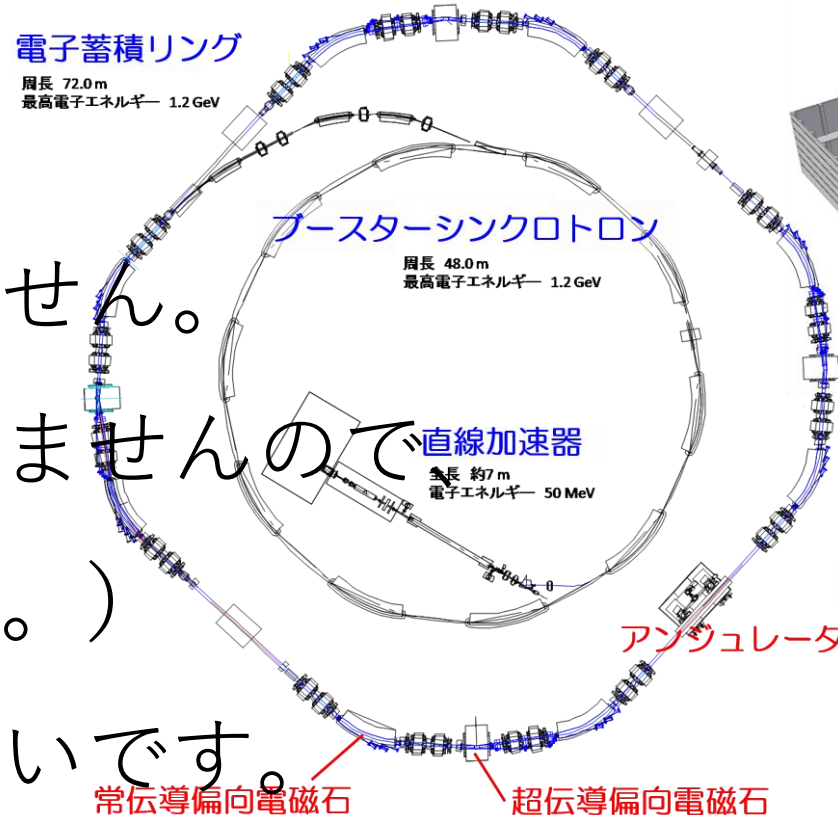 電子蓄積リング
周長 72.0 m
最高電子エネルギー 1.2 GeV
ブースターシンクロトロン
周長 48.0 m
最高電子エネルギー 1.2 GeV
せん。
ませんので、
直線加速器
全長 約7 m
電子エネルギー 50 MeV
。）
アンジュレータ
いです。
常伝導偏向電磁石
超伝導偏向電磁石